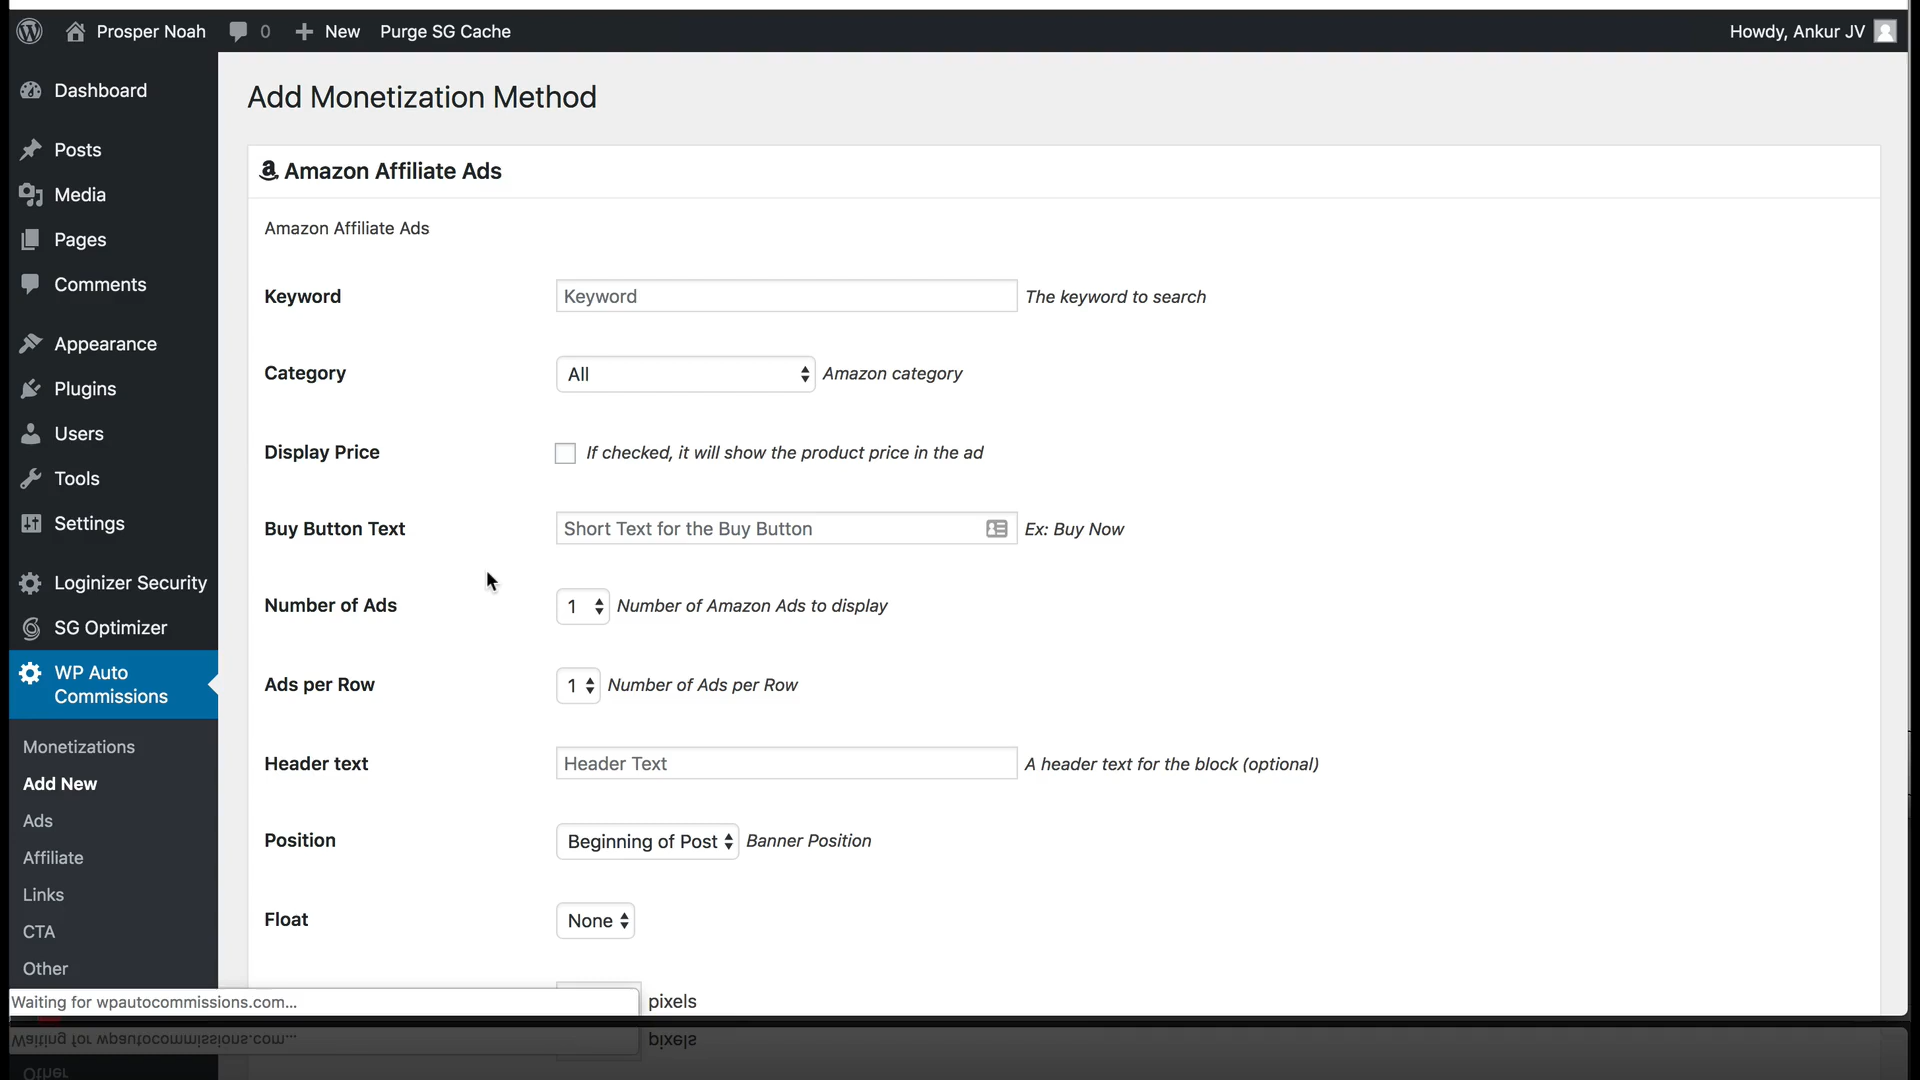 Prosper Noah
0
New
Purge SG Cache
Howdy, Ankur JV
Dashboard
Posts
Media
Pages
Comments
Appearance
Plugins
Users
Tools
Settings
Loginizer Security
SG Optimizer
WP Auto
Commissions
Monetizations
Add New
Ads
Affiliate
Links
CTA
Other
Add Monetization Method
Amazon Affiliate Ads
Amazon Affiliate Ads
Keyword
Keyword
The keyword to search
Category
All
Amazon category
Display Price
If checked, it will show the product price in the ad
Buy Button Text
Short Text for the Buy Button
Ex: Buy Now
Number of Ads
1
Number of Amazon Ads to display
Ads per Row
1
Number of Ads per Row
Header text
Header Text
A header text for the block (optional)
Position
Beginning of Post
Banner Position
Float
None
pixels
Waiting for wpautocommissions.com...
Waiting for wpautocommissions.com...
pixels
Other